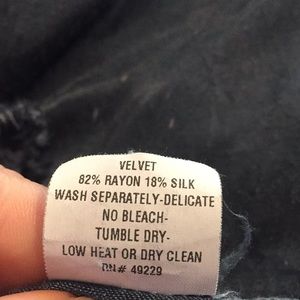 VELVET
82% RAYON 18% SILK
WASH SEPARATELY-DELICATE
NO BLEACH-
TUMBLE DRY-
LOW HEAT OR DRY CLEAN
RN# 49229